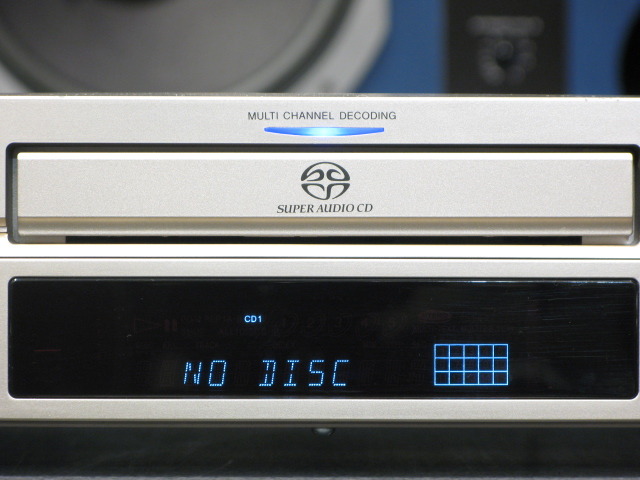 MULTI CHANNEL DECODING
SUPER AUDIO CD
CD1
NO DISC